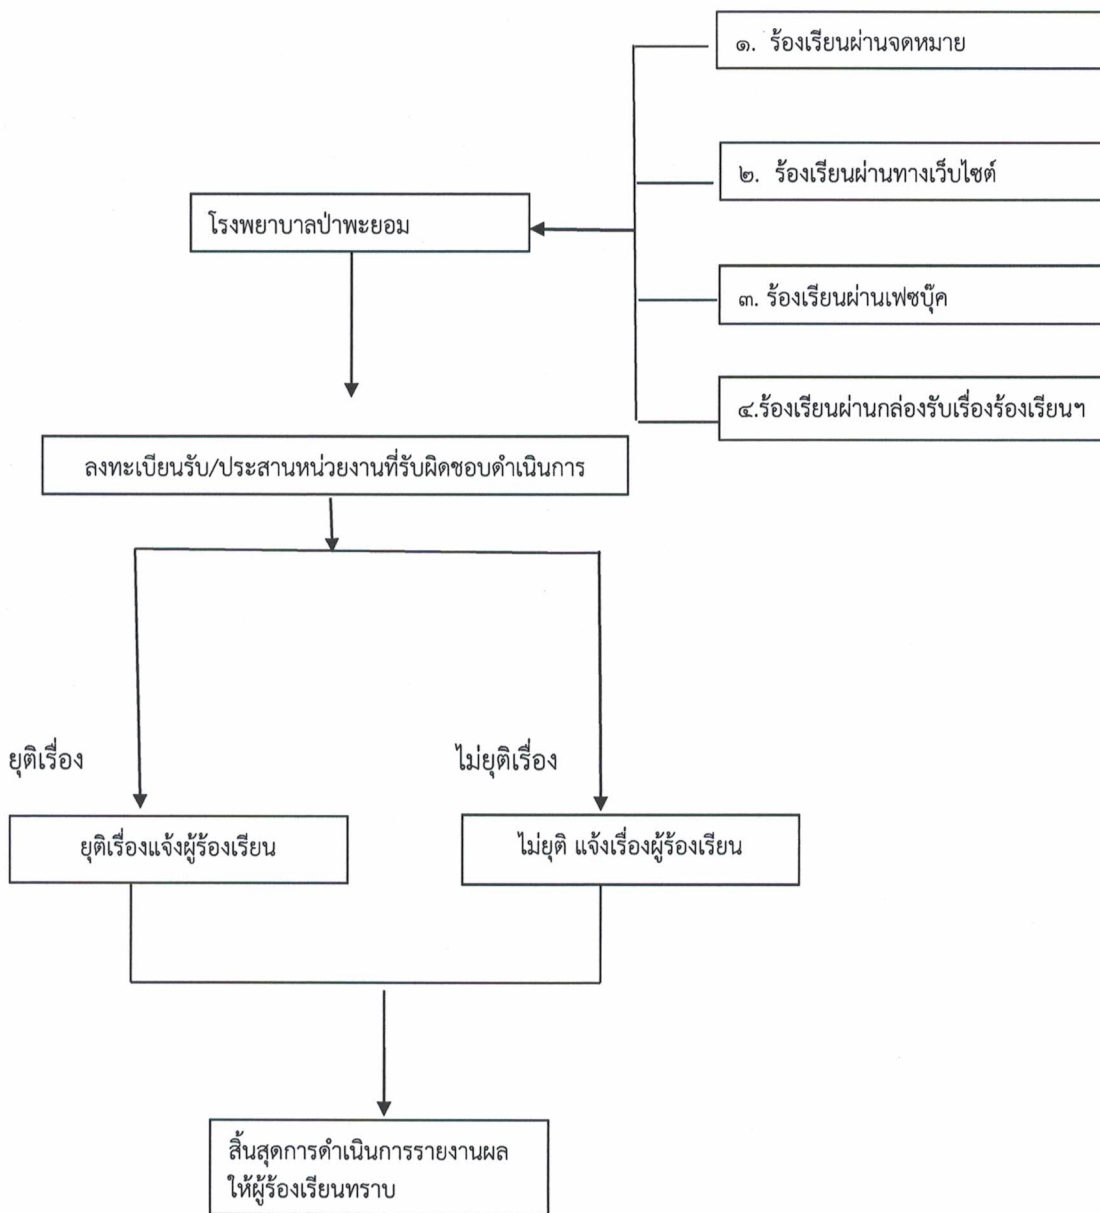 ๑. ร้องเรียนผ่านจดหมาย
๒. ร้องเรียนผ่านทางเว็บไซต์
โรงพยาบาลป่าพะยอม
๓. ร้องเรียนผ่านเฟซบุ๊ค
๔.ร้องเรียนผ่านกล่องรับเรื่องร้องเรียนฯ
ลงทะเบียนรับ/ประสานหน่วยงานที่รับผิดชอบดำเนินการ
ยุติเรื่อง
ไม่ยุติเรื่อง
ยุติเรื่องแจ้งผู้ร้องเรียน
ไม่ยุติ แจ้งเรื่องผู้ร้องเรียน
สิ้นสุดการดำเนินการรายงานผล
ให้ผู้ร้องเรียนทราบ